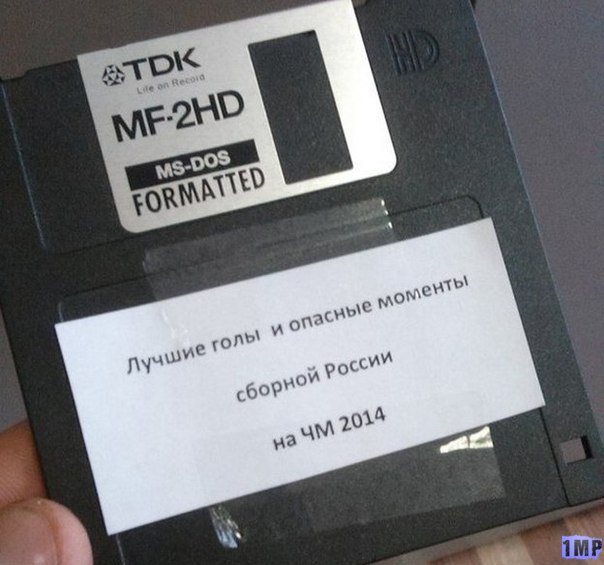 TDK
Life on Record
MF-2HD
MS-DOS
FORMATTED
HD
Лучшие голы и опасные моменты
сборной России
на ЧМ 2014
1MP